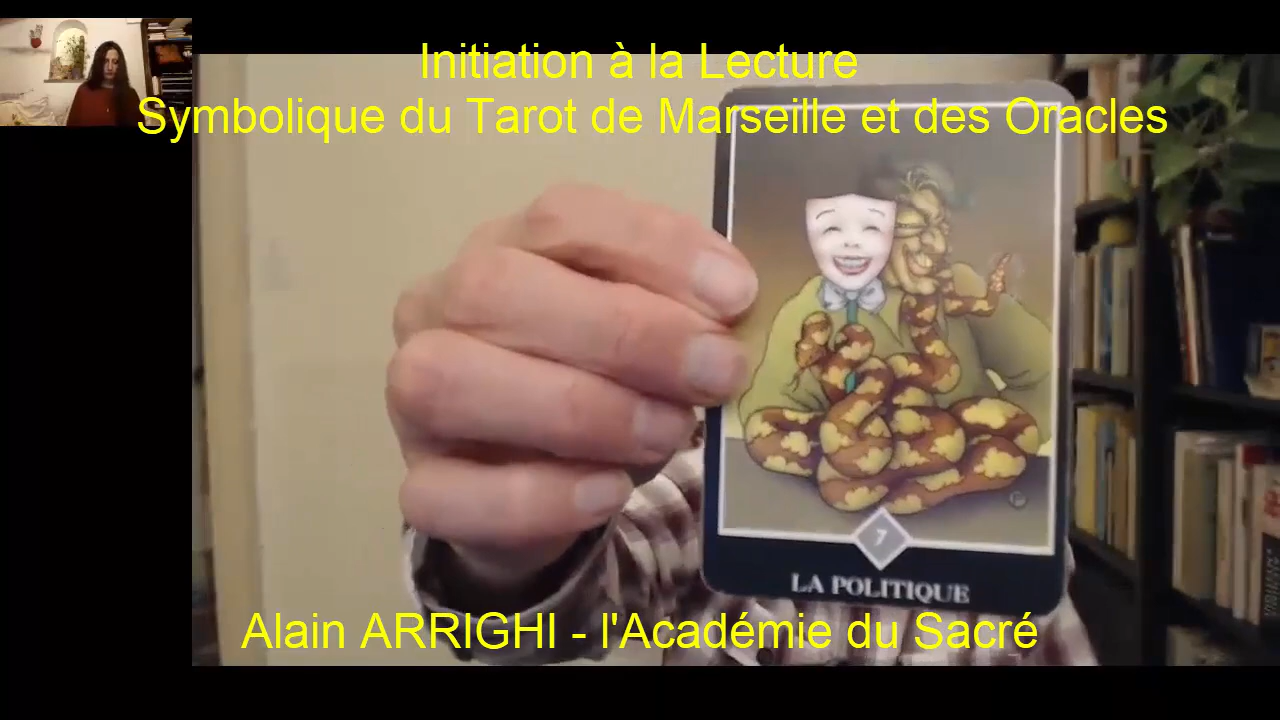 Initiation à la Lecture
Symbolique du Tarot de Marseille et des Oracles
7
LA POLITIQUE
Alain ARRIGHI - l'Académie du Sacré